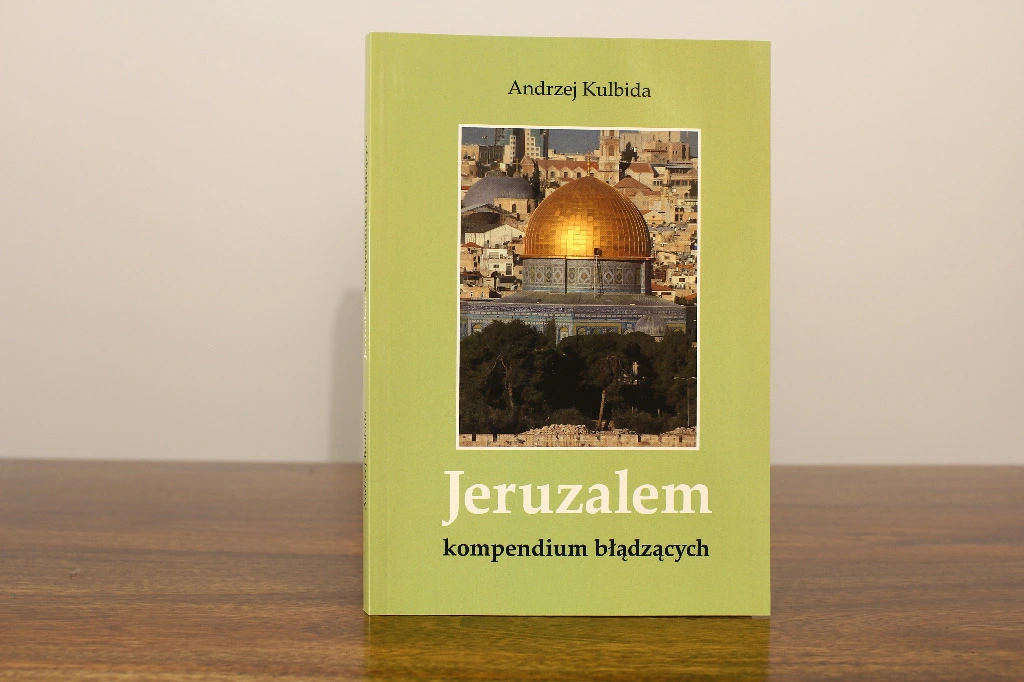 Andrzej Kulbida
Jeruzalem
kompendium błądzących